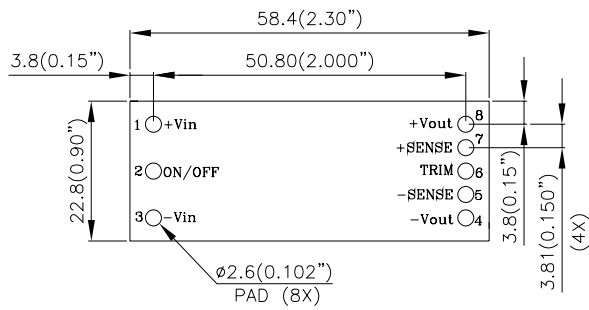 58.4(2.30”)
3.8(0.15”)
50.80(2.000”)
1 +Vin
+Vout 8
+SENSE 7
2 ON/OFF
TRIM 6
-SENSE 5
3 -Vin
-Vout 4
22.8(0.90”)
3.8(0.15”)
3.81(0.150”)
(4X)
ø2.6(0.102”)
PAD (8X)